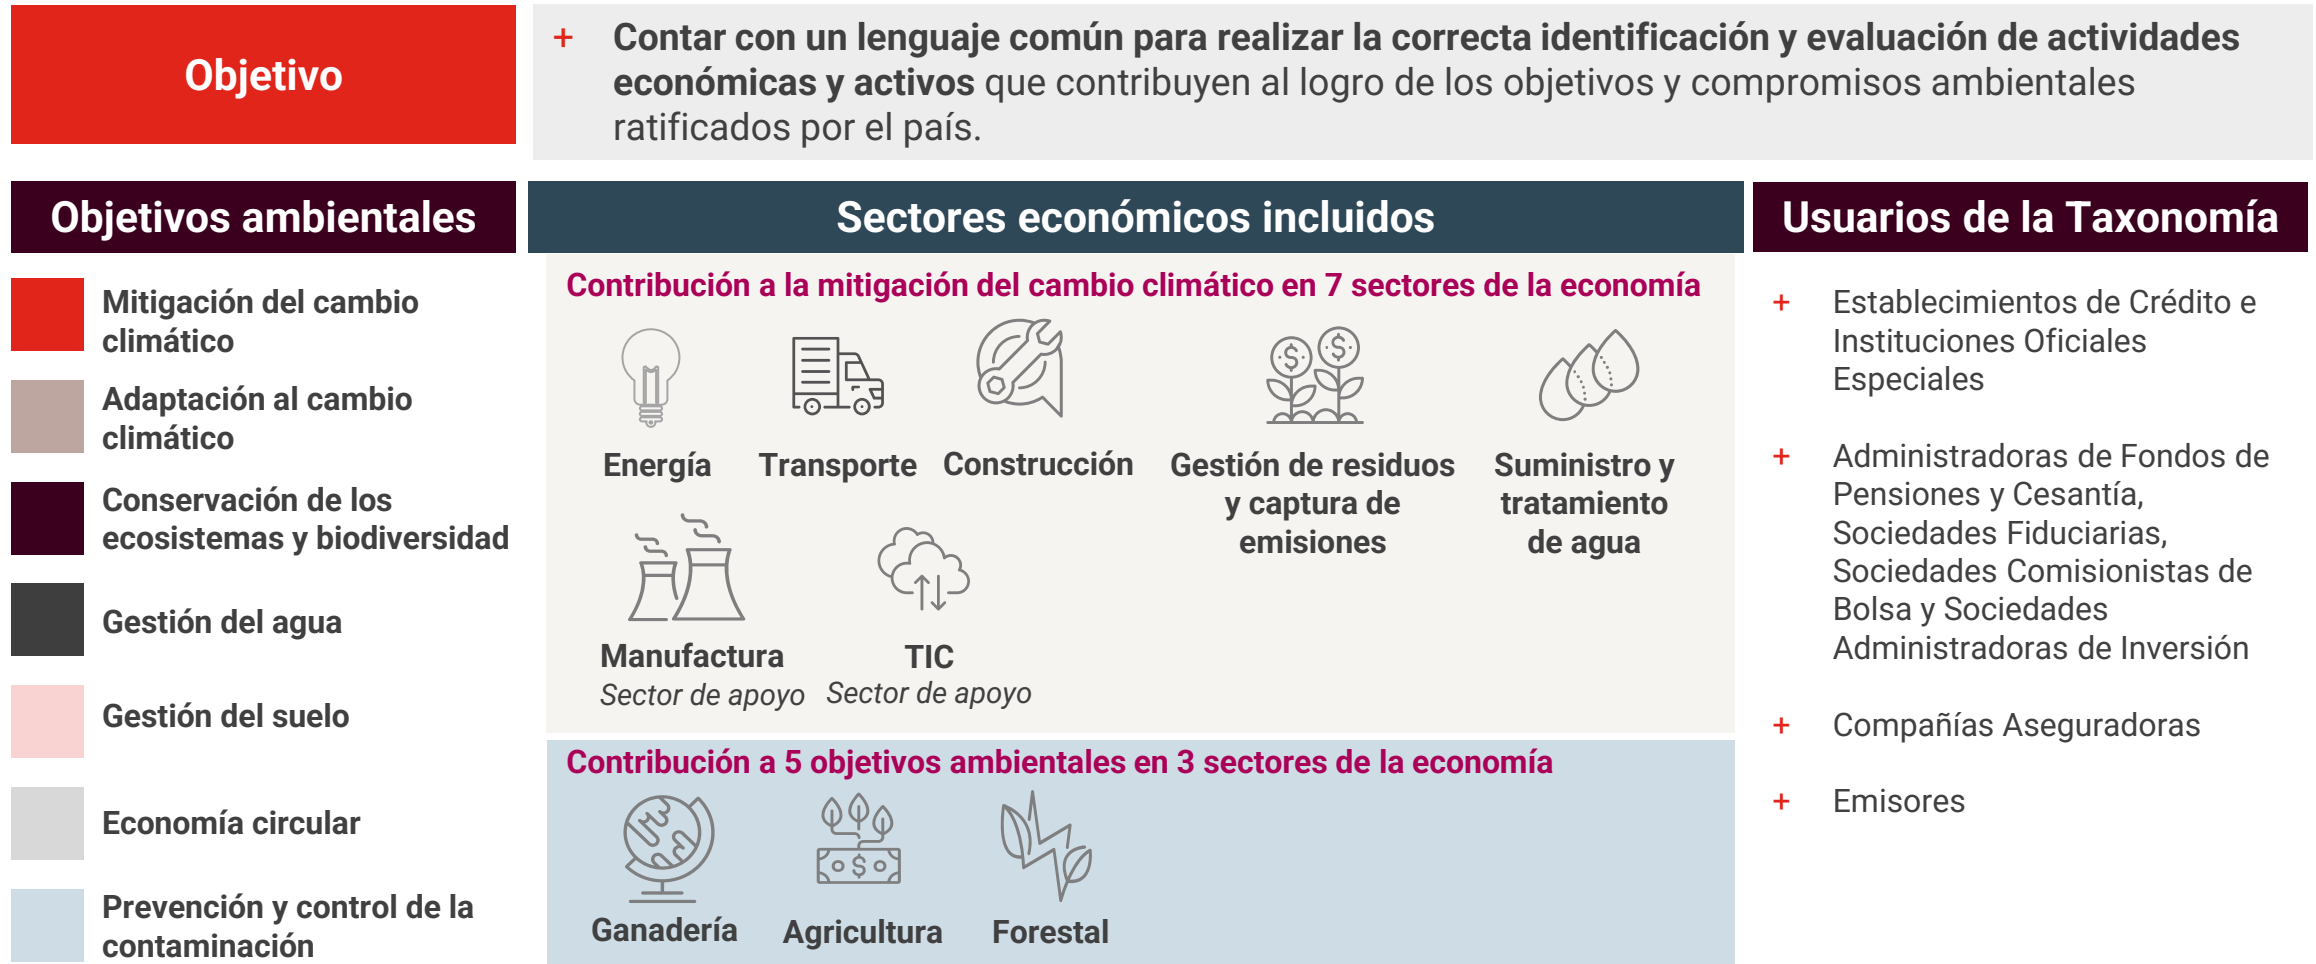 Objetivo
+ Contar con un lenguaje común para realizar la correcta identificación y evaluación de actividades
económicas y activos que contribuyen al logro de los objetivos y compromisos ambientales
ratificados por el país.
Objetivos ambientales
Mitigación del cambio
climático
Adaptación al cambio
climático
Conservación de los
ecosistemas y biodiversidad
Gestión del agua
Gestión del suelo
Economía circular
Prevención y control de la
contaminación
Sectores económicos incluidos
Contribución a la mitigación del cambio climático en 7 sectores de la economía
Energía
Transporte
Construcción
$ $
Gestión de residuos
y captura de
emisiones
Suministro y
tratamiento
de agua
Manufactura
Sector de apoyo
TIC
Sector de apoyo
Contribución a 5 objetivos ambientales en 3 sectores de la economía
Ganadería
$
Agricultura
Forestal
Usuarios de la Taxonomía
+ Establecimientos de Crédito e
Instituciones Oficiales
Especiales
+ Administradoras de Fondos de
Pensiones y Cesantía,
Sociedades Fiduciarias,
Sociedades Comisionistas de
Bolsa y Sociedades
Administradoras de Inversión
+ Compañías Aseguradoras
+ Emisores